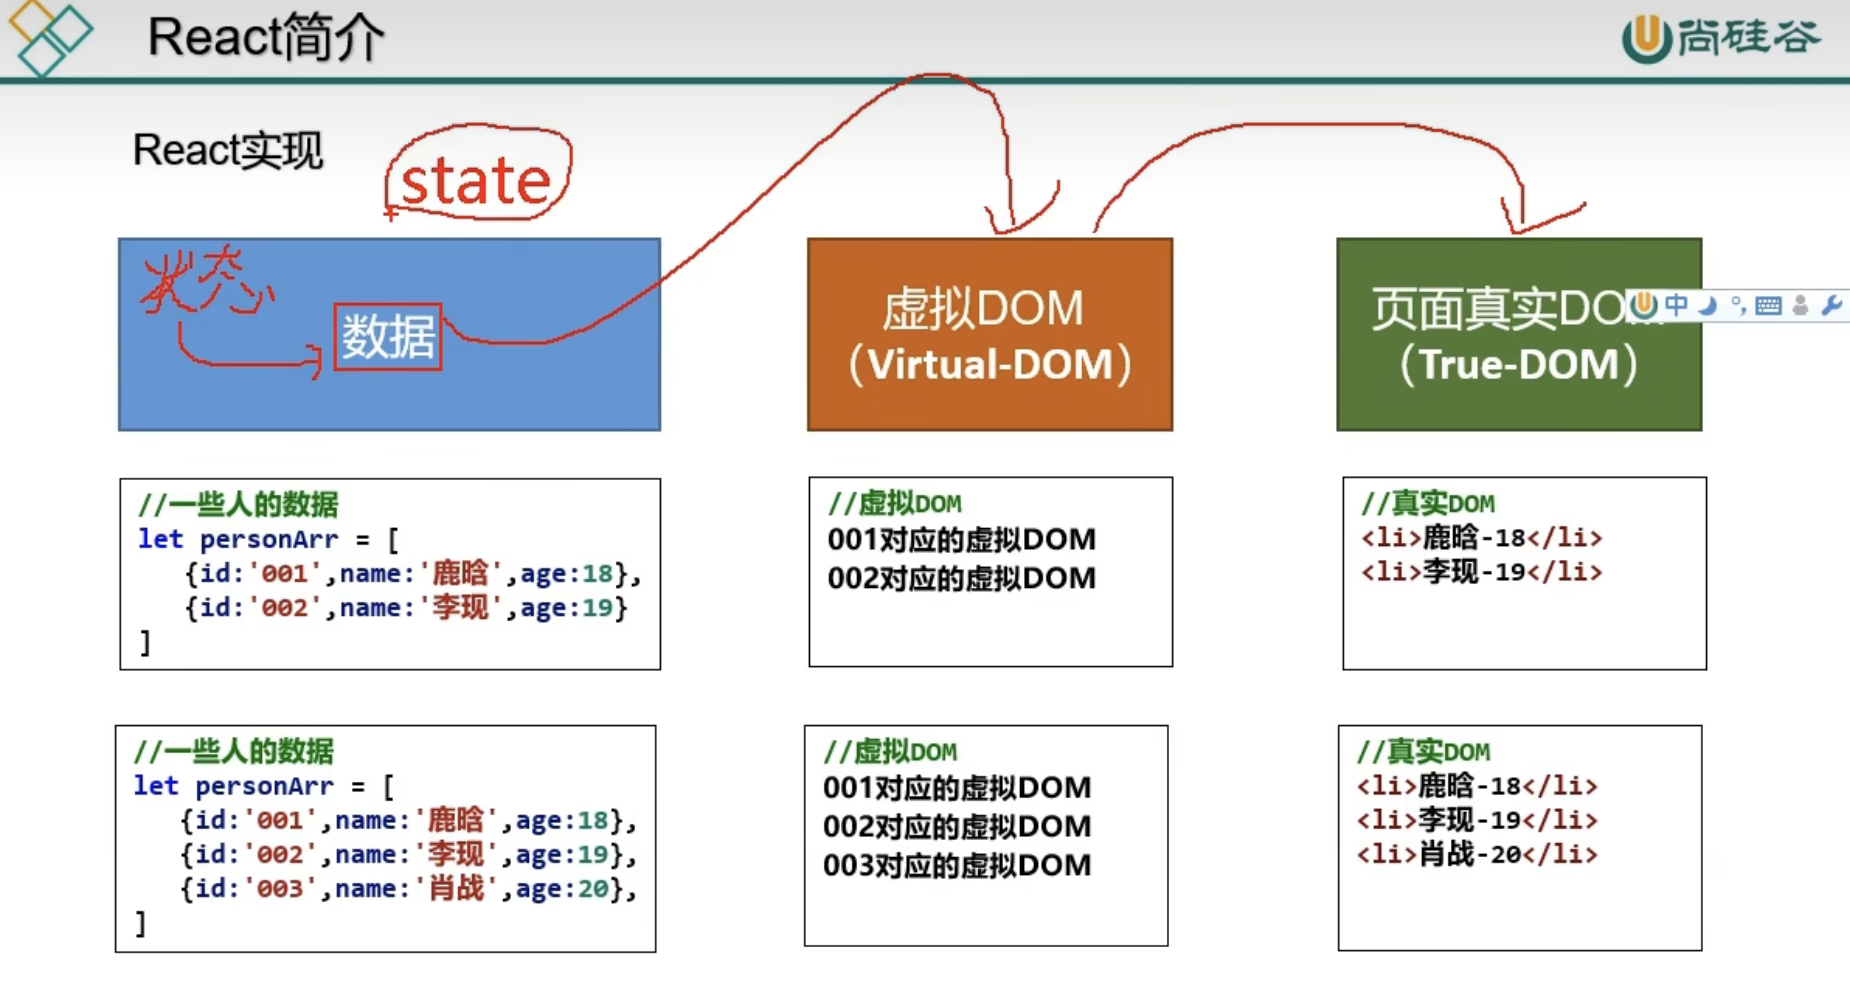 React简介
尚硅谷
React实现
state
状态
数据
虚拟DOM
（Virtual-DOM）
页面真实DOM
（True-DOM）
中
//一些人的数据
let personArr = [
{id:'001',name:'鹿晗',age:18},
{id:'002',name:'李现',age:19}
]
//虚拟DOM
001对应的虚拟DOM
002对应的虚拟DOM
//真实DOM
<li>鹿晗-18</li>
<li>李现-19</li>
//一些人的数据
let personArr = [
{id:'001',name:'鹿晗',age:18},
{id:'002',name:'李现',age:19},
{id:'003',name:'肖战',age:20},
]
//虚拟DOM
001对应的虚拟DOM
002对应的虚拟DOM
003对应的虚拟DOM
//真实DOM
<li>鹿晗-18</li>
<li>李现-19</li>
<li>肖战-20</li>